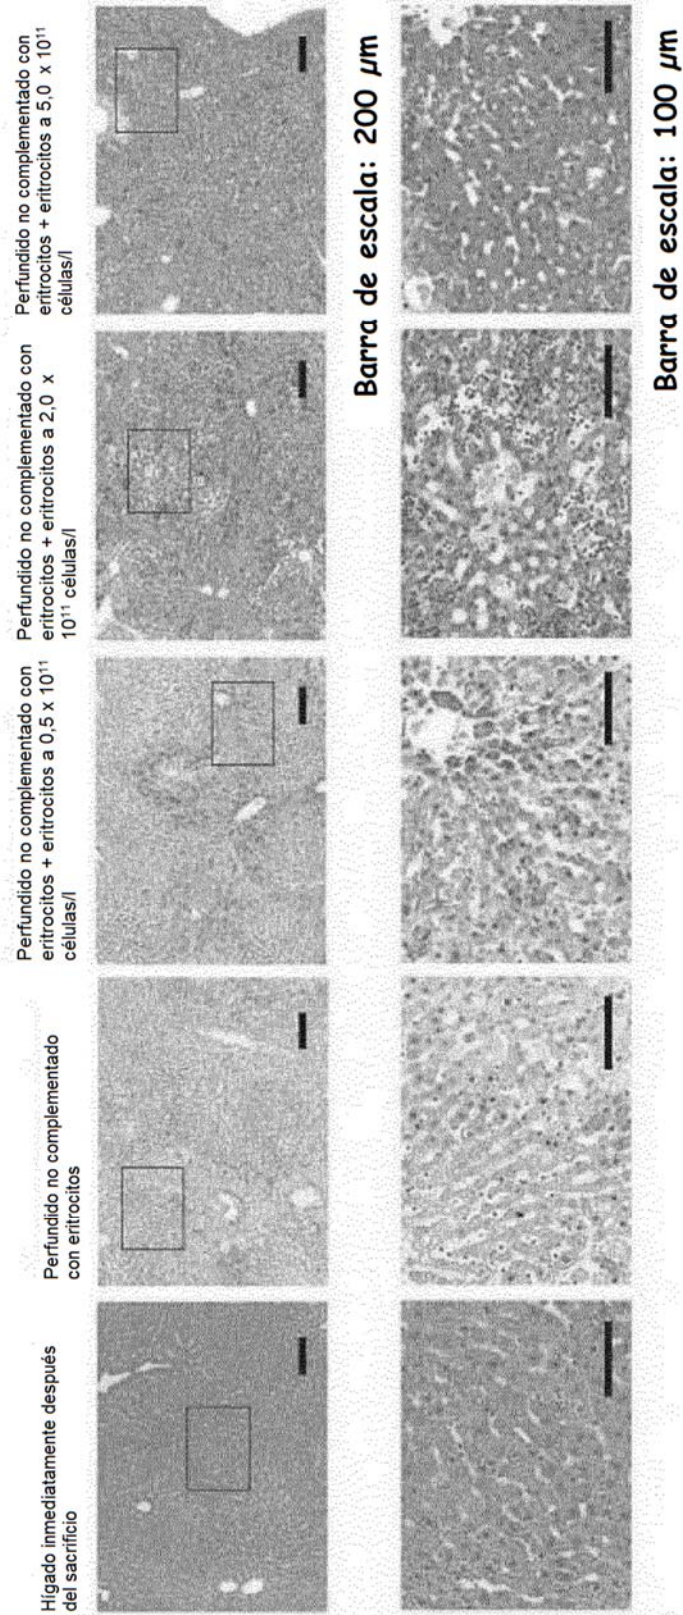 Hígado inmediatamente después
del sacrificio
Perfundido no complementado
con eritrocitos
Perfundido no complementado con
eritrocitos + eritrocitos a 0,5 x 10¹¹
células/l
Perfundido no complementado con
eritrocitos + eritrocitos a 2,0 x
10¹¹ células/l
Perfundido no complementado con
eritrocitos + eritrocitos a 5,0 x 10¹¹
células/l
Barra de escala: 200 µm
Barra de escala: 100 µm